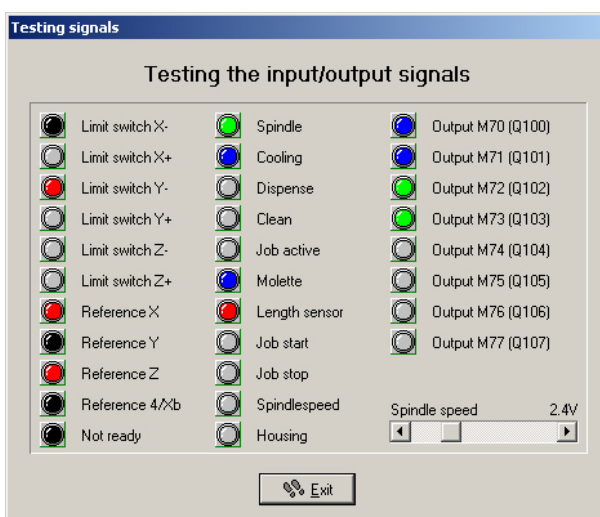 Testing signals
Testing the input/output signals
Limit switch X-
Limit switch X+
Limit switch Y-
Limit switch Y+
Limit switch Z-
Limit switch Z+
Reference X
Reference Y
Reference Z
Reference 4/Xb
Not ready
Spindle
Cooling
Dispense
Clean
Job active
Molette
Length sensor
Job start
Job stop
Spindlespeed
Housing
Output M70 (Q100)
Output M71 (Q101)
Output M72 (Q102)
Output M73 (Q103)
Output M74 (Q104)
Output M75 (Q105)
Output M76 (Q106)
Output M77 (Q107)
Spindle speed 2.4V
Exit